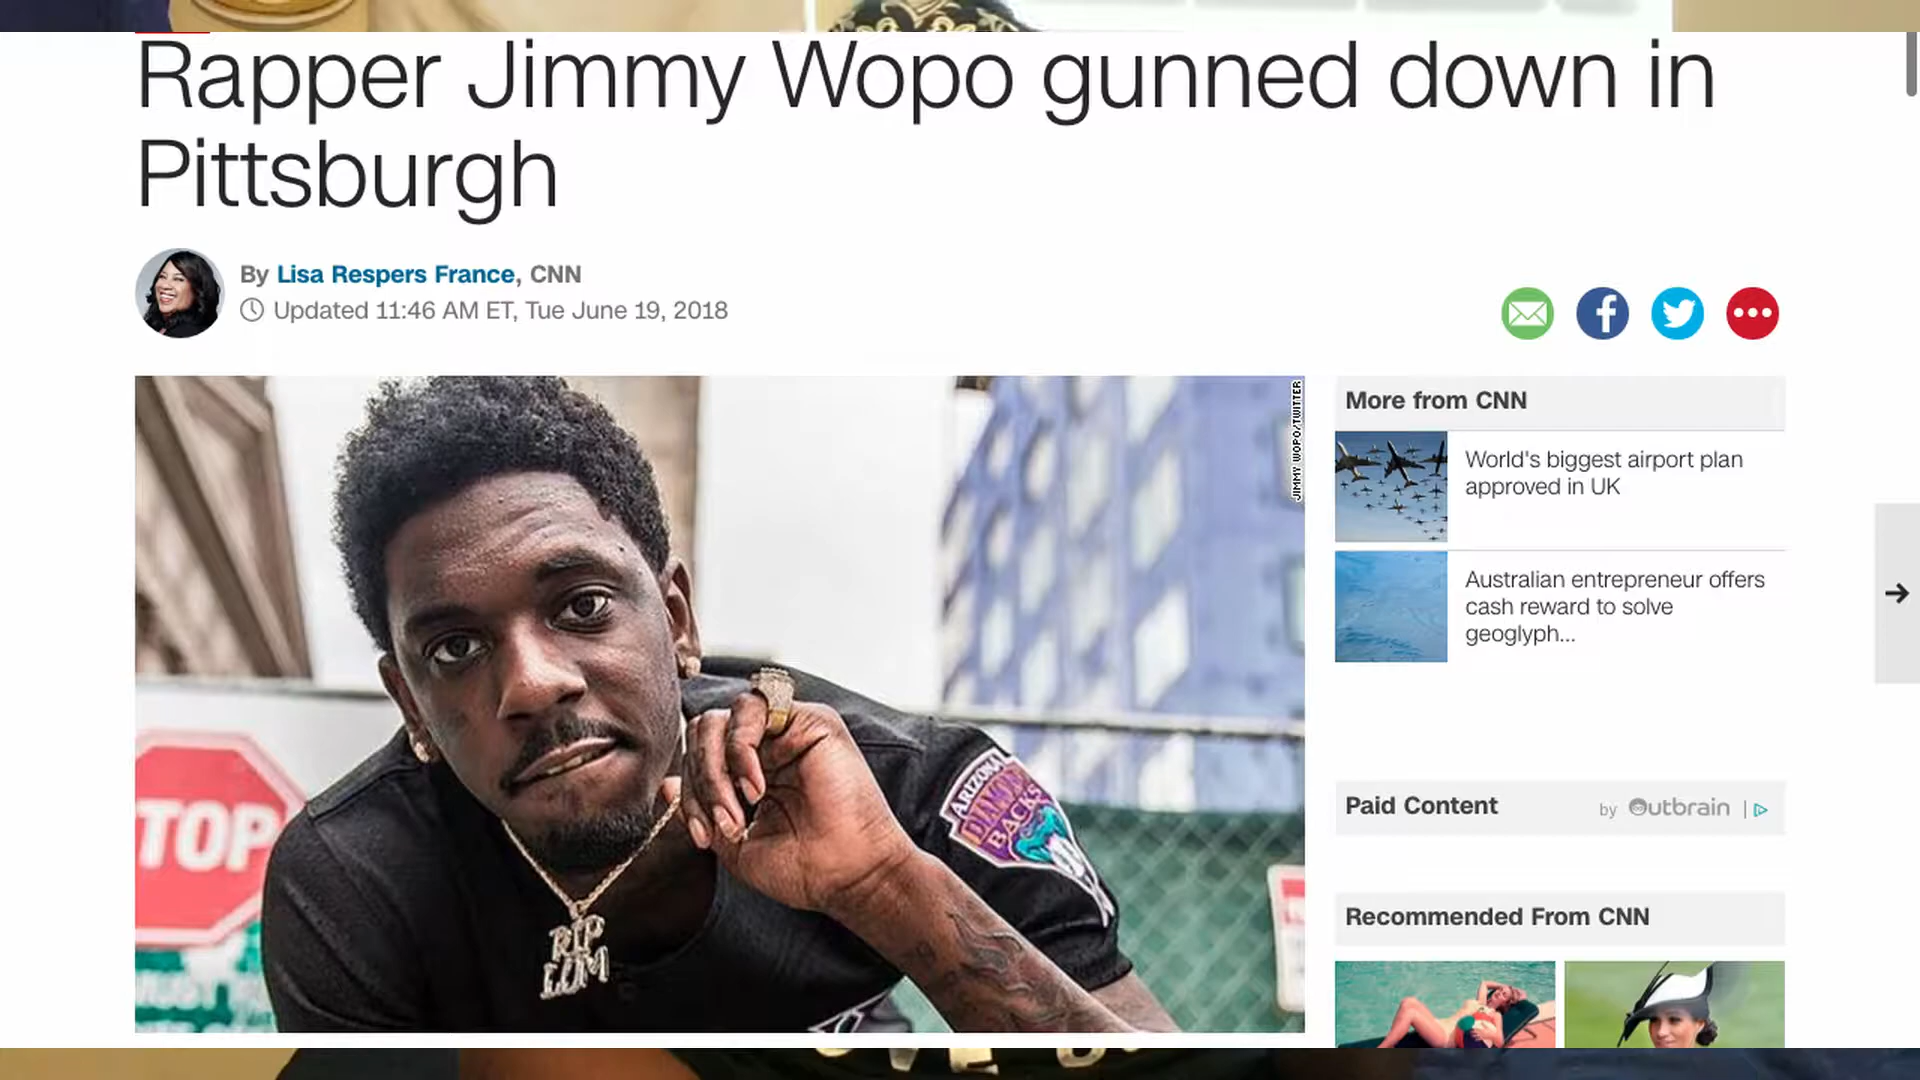 Rapper Jimmy Wopo gunned down in
Pittsburgh
By Lisa Respers France, CNN
Updated 11:46 AM ET, Tue June 19, 2018
JIMMY WOPO/TWITTER
TOP
ARIZONA
DIAMOND
BACKS
RIP
LUM
More from CNN
World's biggest airport plan
approved in UK
Australian entrepreneur offers
cash reward to solve
geoglyph...
Paid Content
by Outbrain
Recommended From CNN